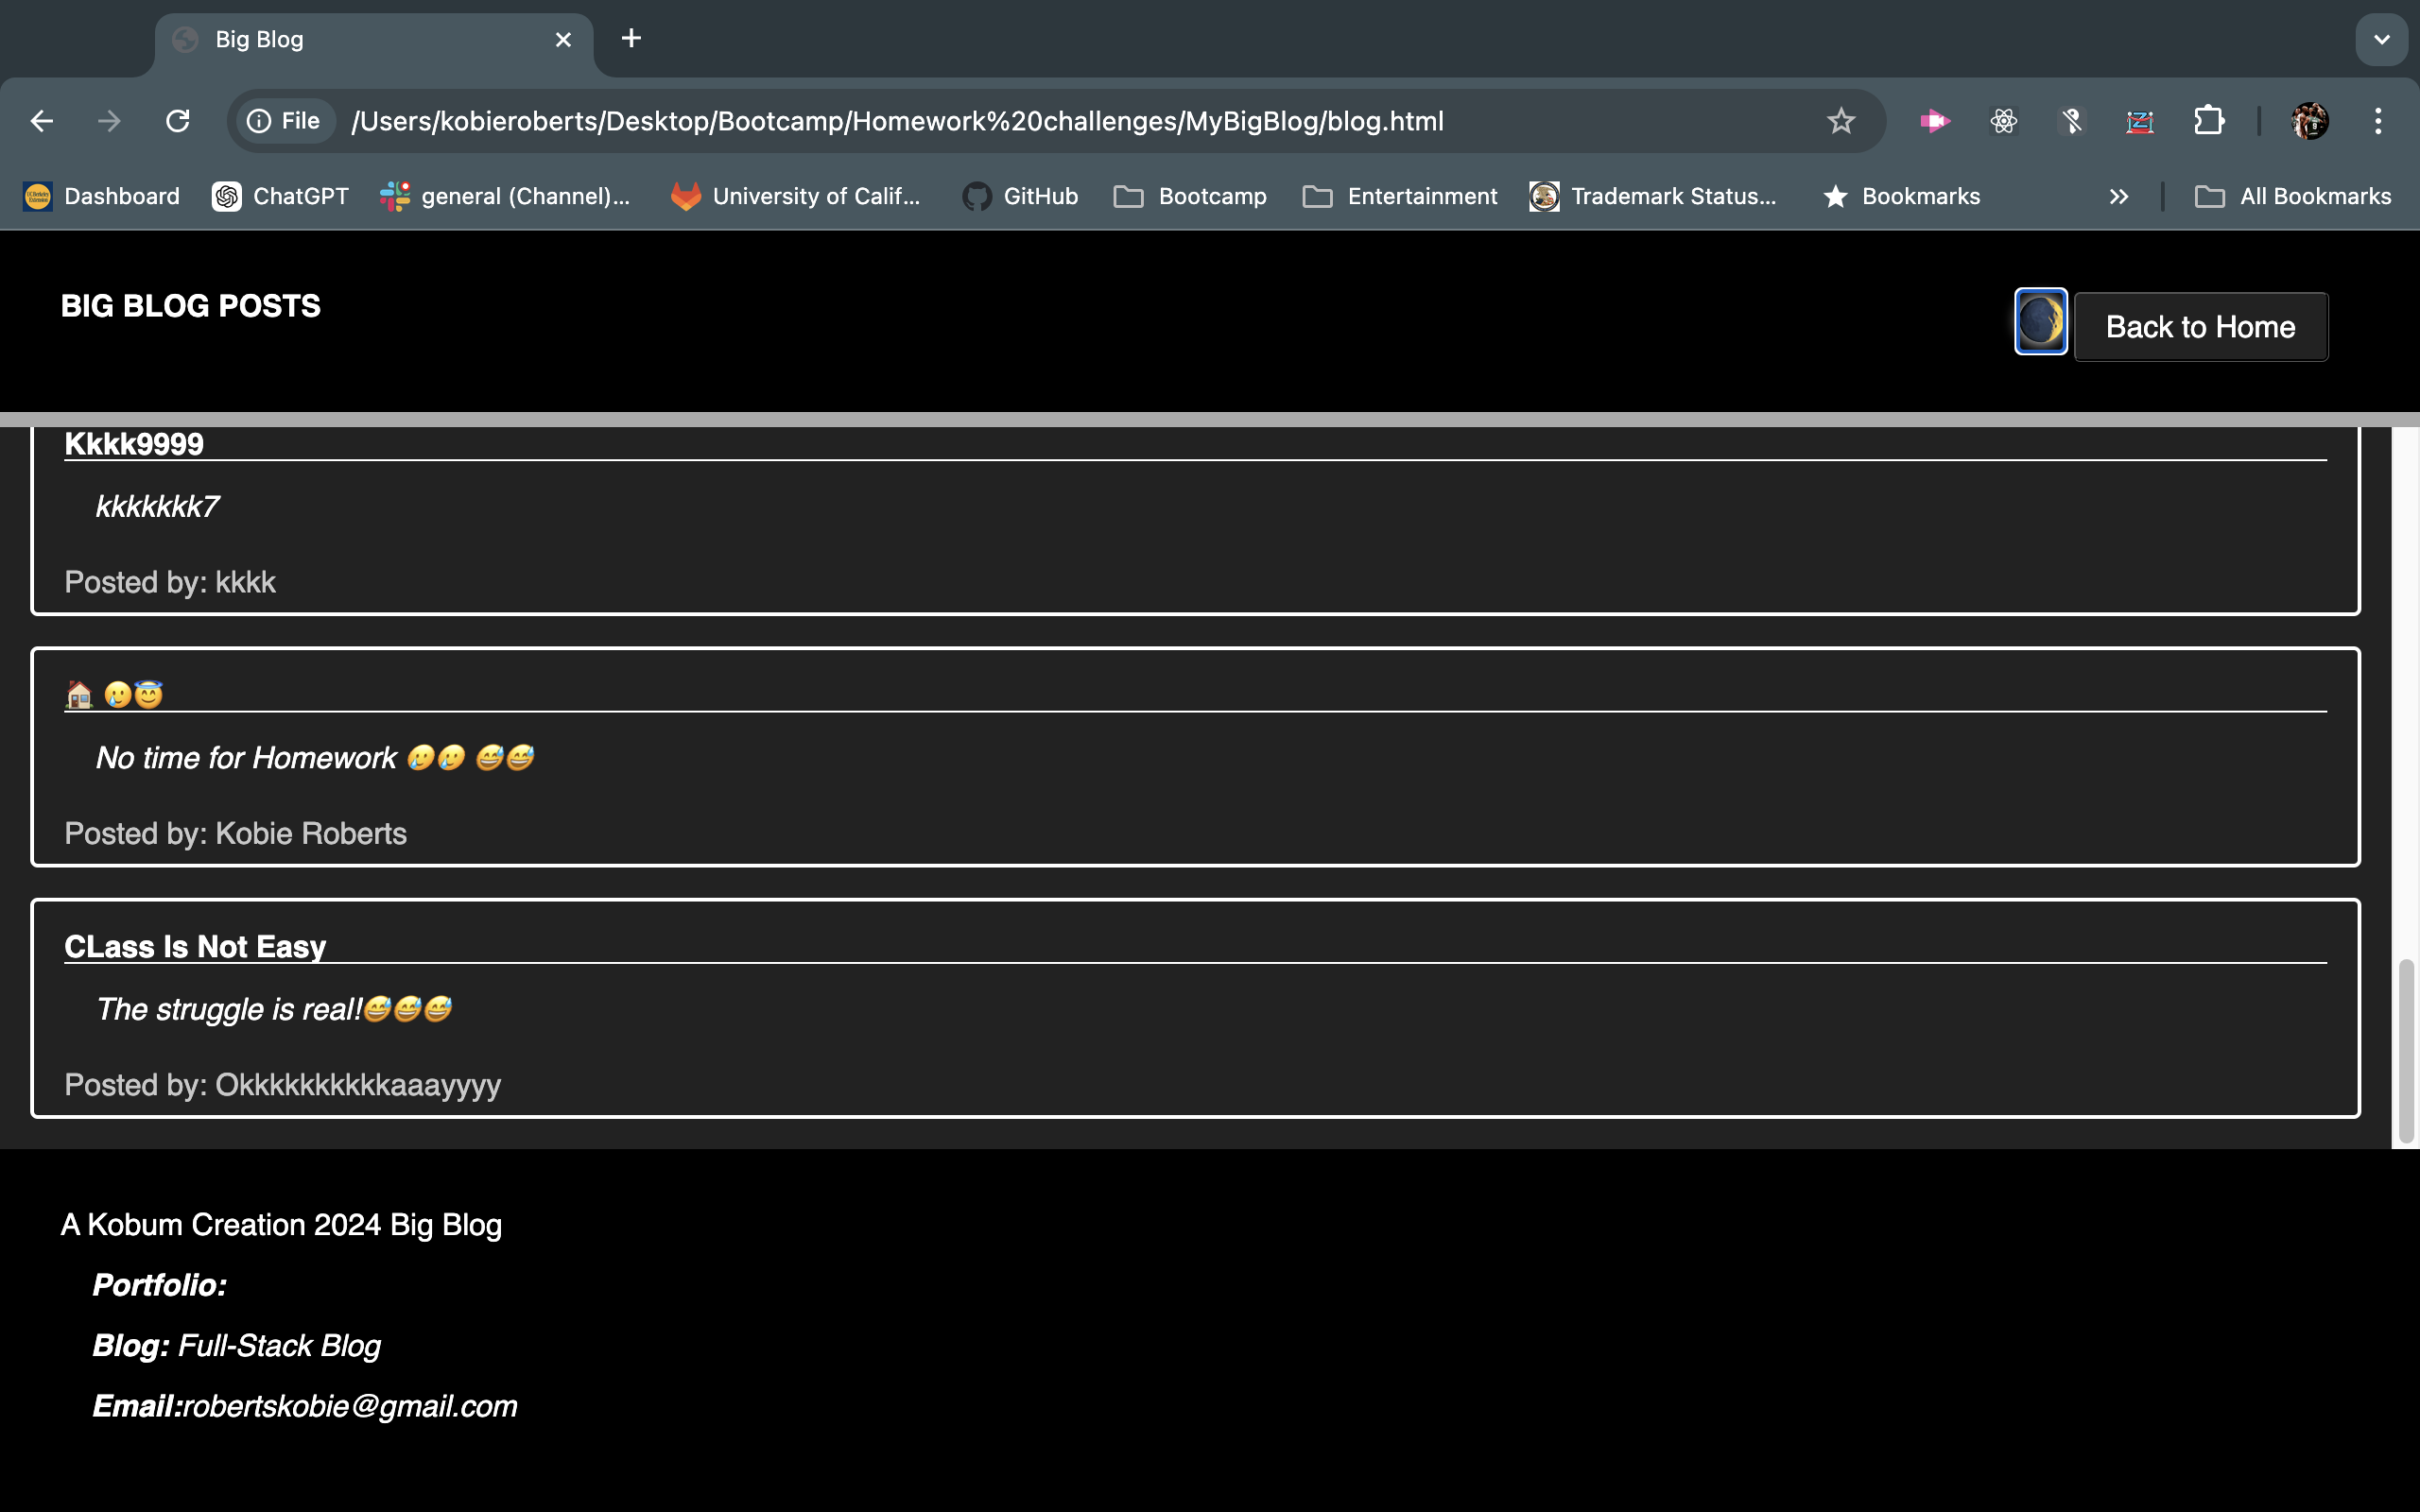 Big Blog
File /Users/kobieroberts/Desktop/Bootcamp/Homework%20challenges/MyBigBlog/blog.html
Dashboard ChatGPT general (Channel)... University of Calif... GitHub Bootcamp Entertainment Trademark Status... Bookmarks All Bookmarks
BIG BLOG POSTS
Back to Home
Kkkk9999
kkkkkkk7
Posted by: kkkk
🏠 🥲😇
No time for Homework 🥲🥲 😅😅
Posted by: Kobie Roberts
CLass Is Not Easy
The struggle is real!😅😅😅
Posted by: Okkkkkkkkkkaaayyyy
A Kobum Creation 2024 Big Blog
Portfolio:
Blog: Full-Stack Blog
Email:robertskobie@gmail.com